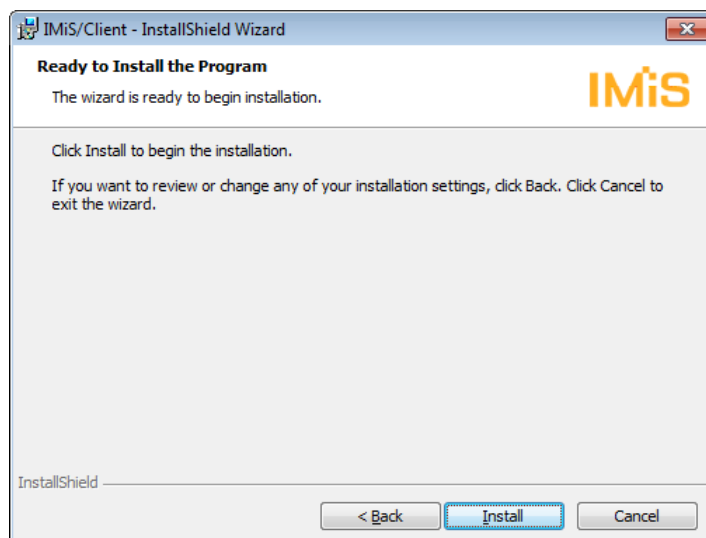 IMiS/Client - InstallShield Wizard
Ready to Install the Program
The wizard is ready to begin installation.
IMiS
Click Install to begin the installation.
If you want to review or change any of your installation settings, click Back. Click Cancel to
exit the wizard.
InstallShield
< Back
Install
Cancel